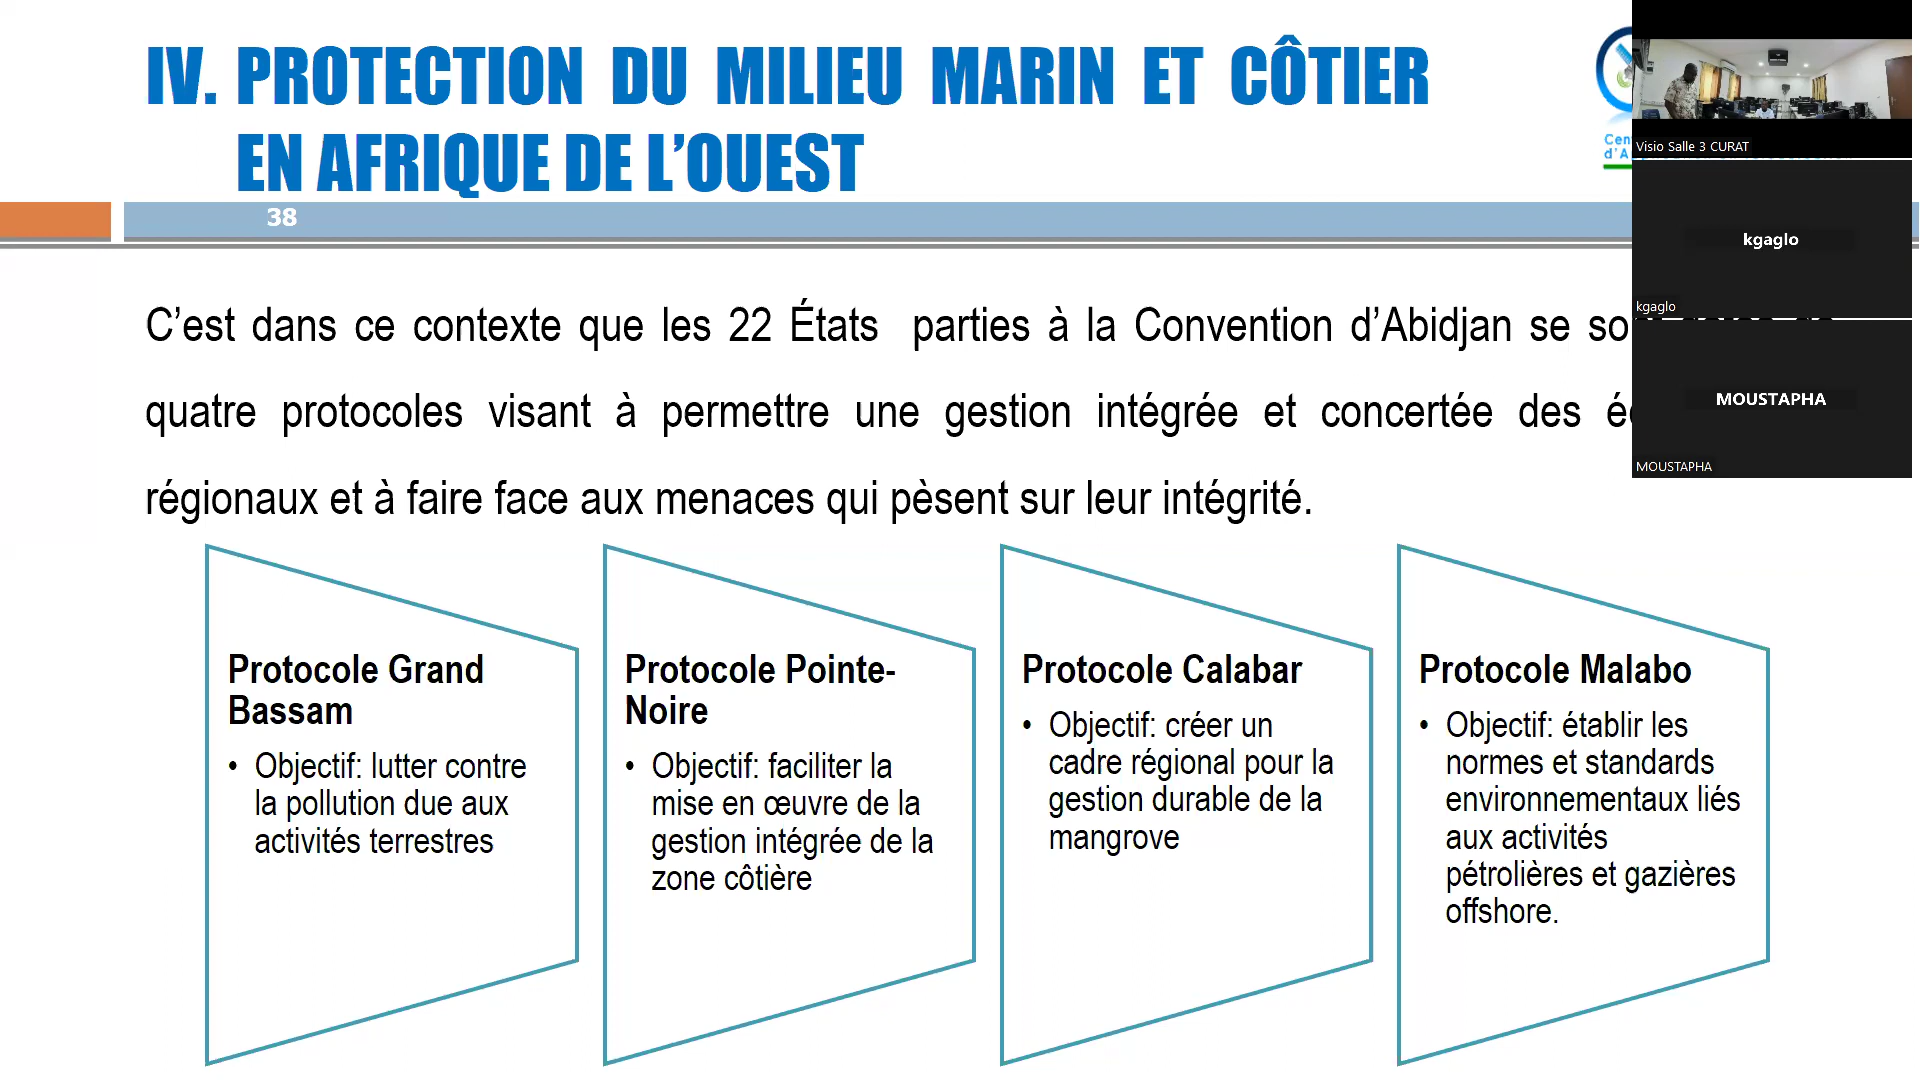 IV. PROTECTION DU MILIEU MARIN ET CÔTIER
EN AFRIQUE DE L’OUEST
38
C’est dans ce contexte que les 22 États parties à la Convention d’Abidjan se
quatre protocoles visant à permettre une gestion intégrée et concertée des
régionaux et à faire face aux menaces qui pèsent sur leur intégrité.
Protocole Grand
Bassam
• Objectif: lutter contre
la pollution due aux
activités terrestres
Protocole Pointe-
Noire
• Objectif: faciliter la
mise en œuvre de la
gestion intégrée de la
zone côtière
Protocole Calabar
• Objectif: créer un
cadre régional pour la
gestion durable de la
mangrove
Protocole Malabo
• Objectif: établir les
normes et standards
environnementaux liés
aux activités
pétrolières et gazières
offshore.
Visio Salle 3 CURAT
kgaglo
kgaglo
MOUSTAPHA
MOUSTAPHA